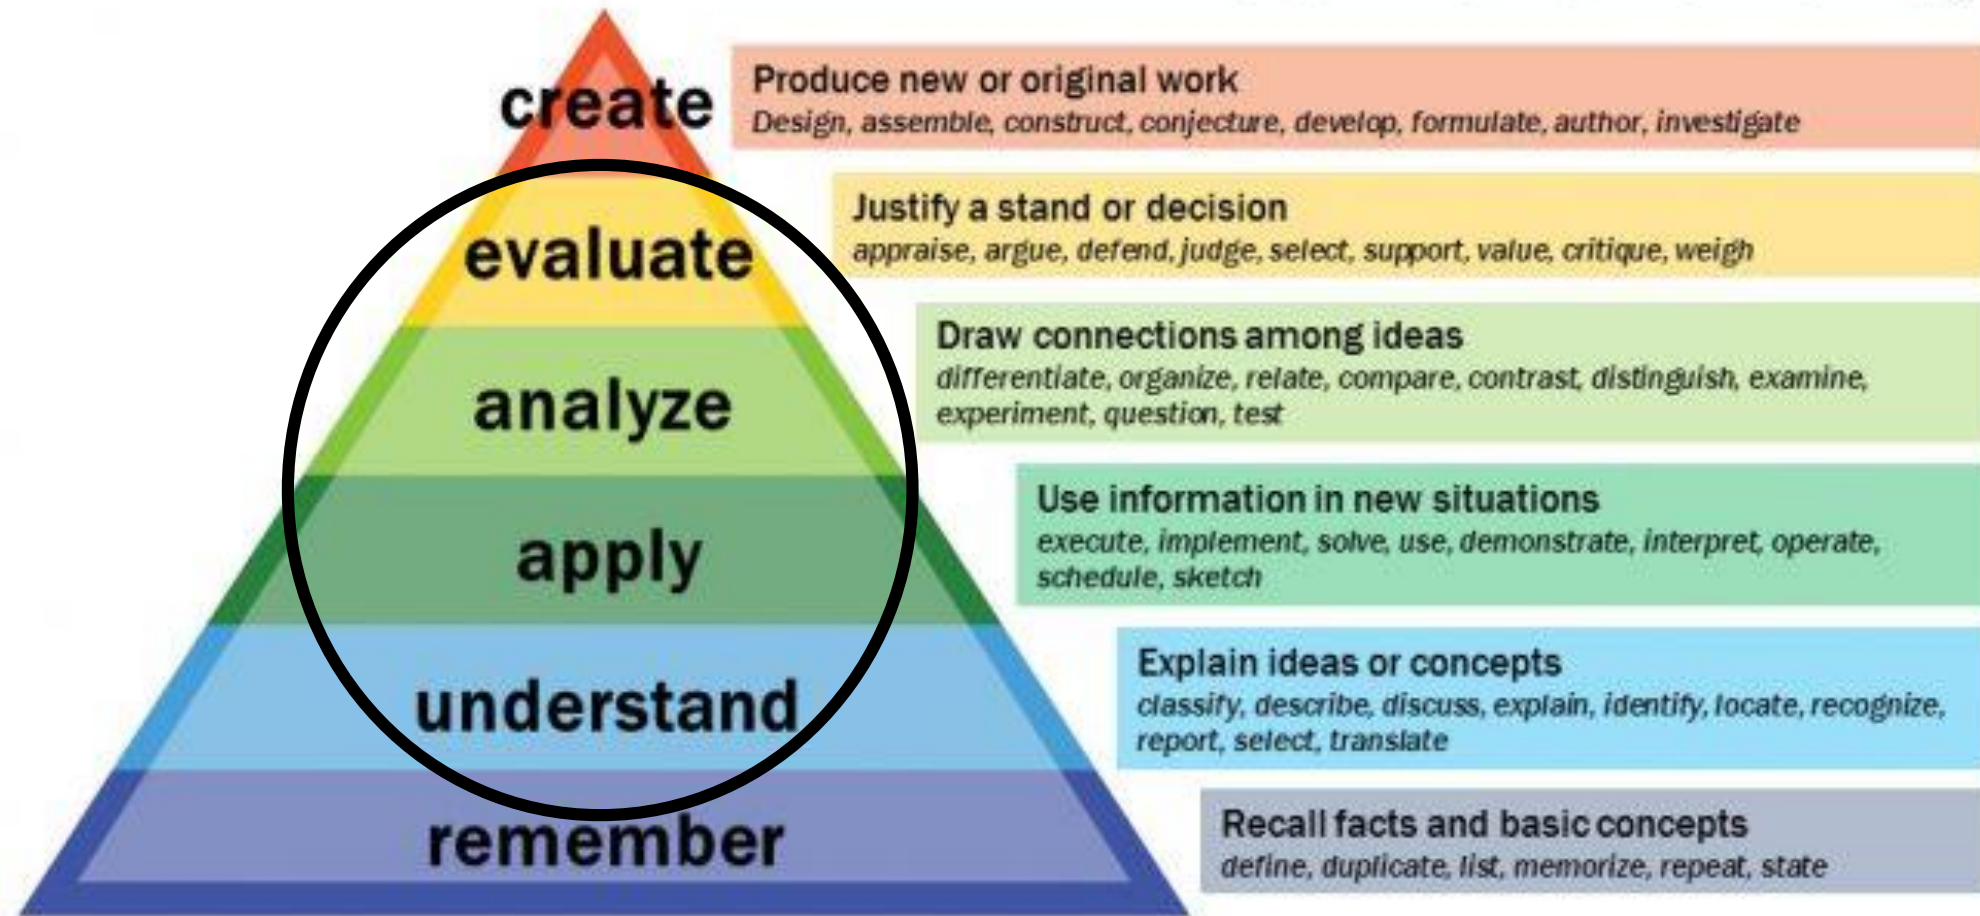 create
Produce new or original work
Design, assemble, construct, conjecture, develop, formulate, author, investigate
evaluate
Justify a stand or decision
appraise, argue, defend, judge, select, support, value, critique, weigh
analyze
Draw connections among ideas
differentiate, organize, relate, compare, contrast, distinguish, examine,
experiment, question, test
apply
Use information in new situations
execute, implement, solve, use, demonstrate, interpret, operate,
schedule, sketch
understand
Explain ideas or concepts
classify, describe, discuss, explain, identify, locate, recognize,
report, select, translate
remember
Recall facts and basic concepts
define, duplicate, list, memorize, repeat, state